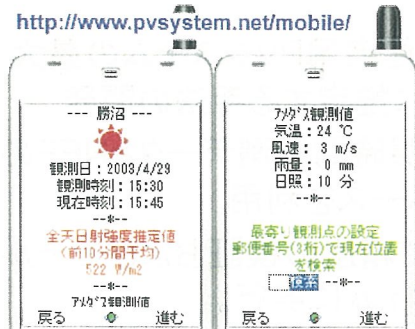 http://www.pvsystem.net/mobile/
--- 勝沼 ---
観測日：2003/4/29
観測時刻：15:30
現在時刻：15:45
--*--
全天日射強度推定値
(前10分間平均)
522 W/m2
--*--
ｱﾒﾀﾞｽ観測値
戻る
進む
ｱﾒﾀﾞｽ観測値
気温：24 ℃
風速： 3 m/s
雨量： 0 mm
日照：10 分
--*--
最寄り観測点の設定
郵便番号(3桁)で現在位置
を検索
検索 --*--
戻る
進む